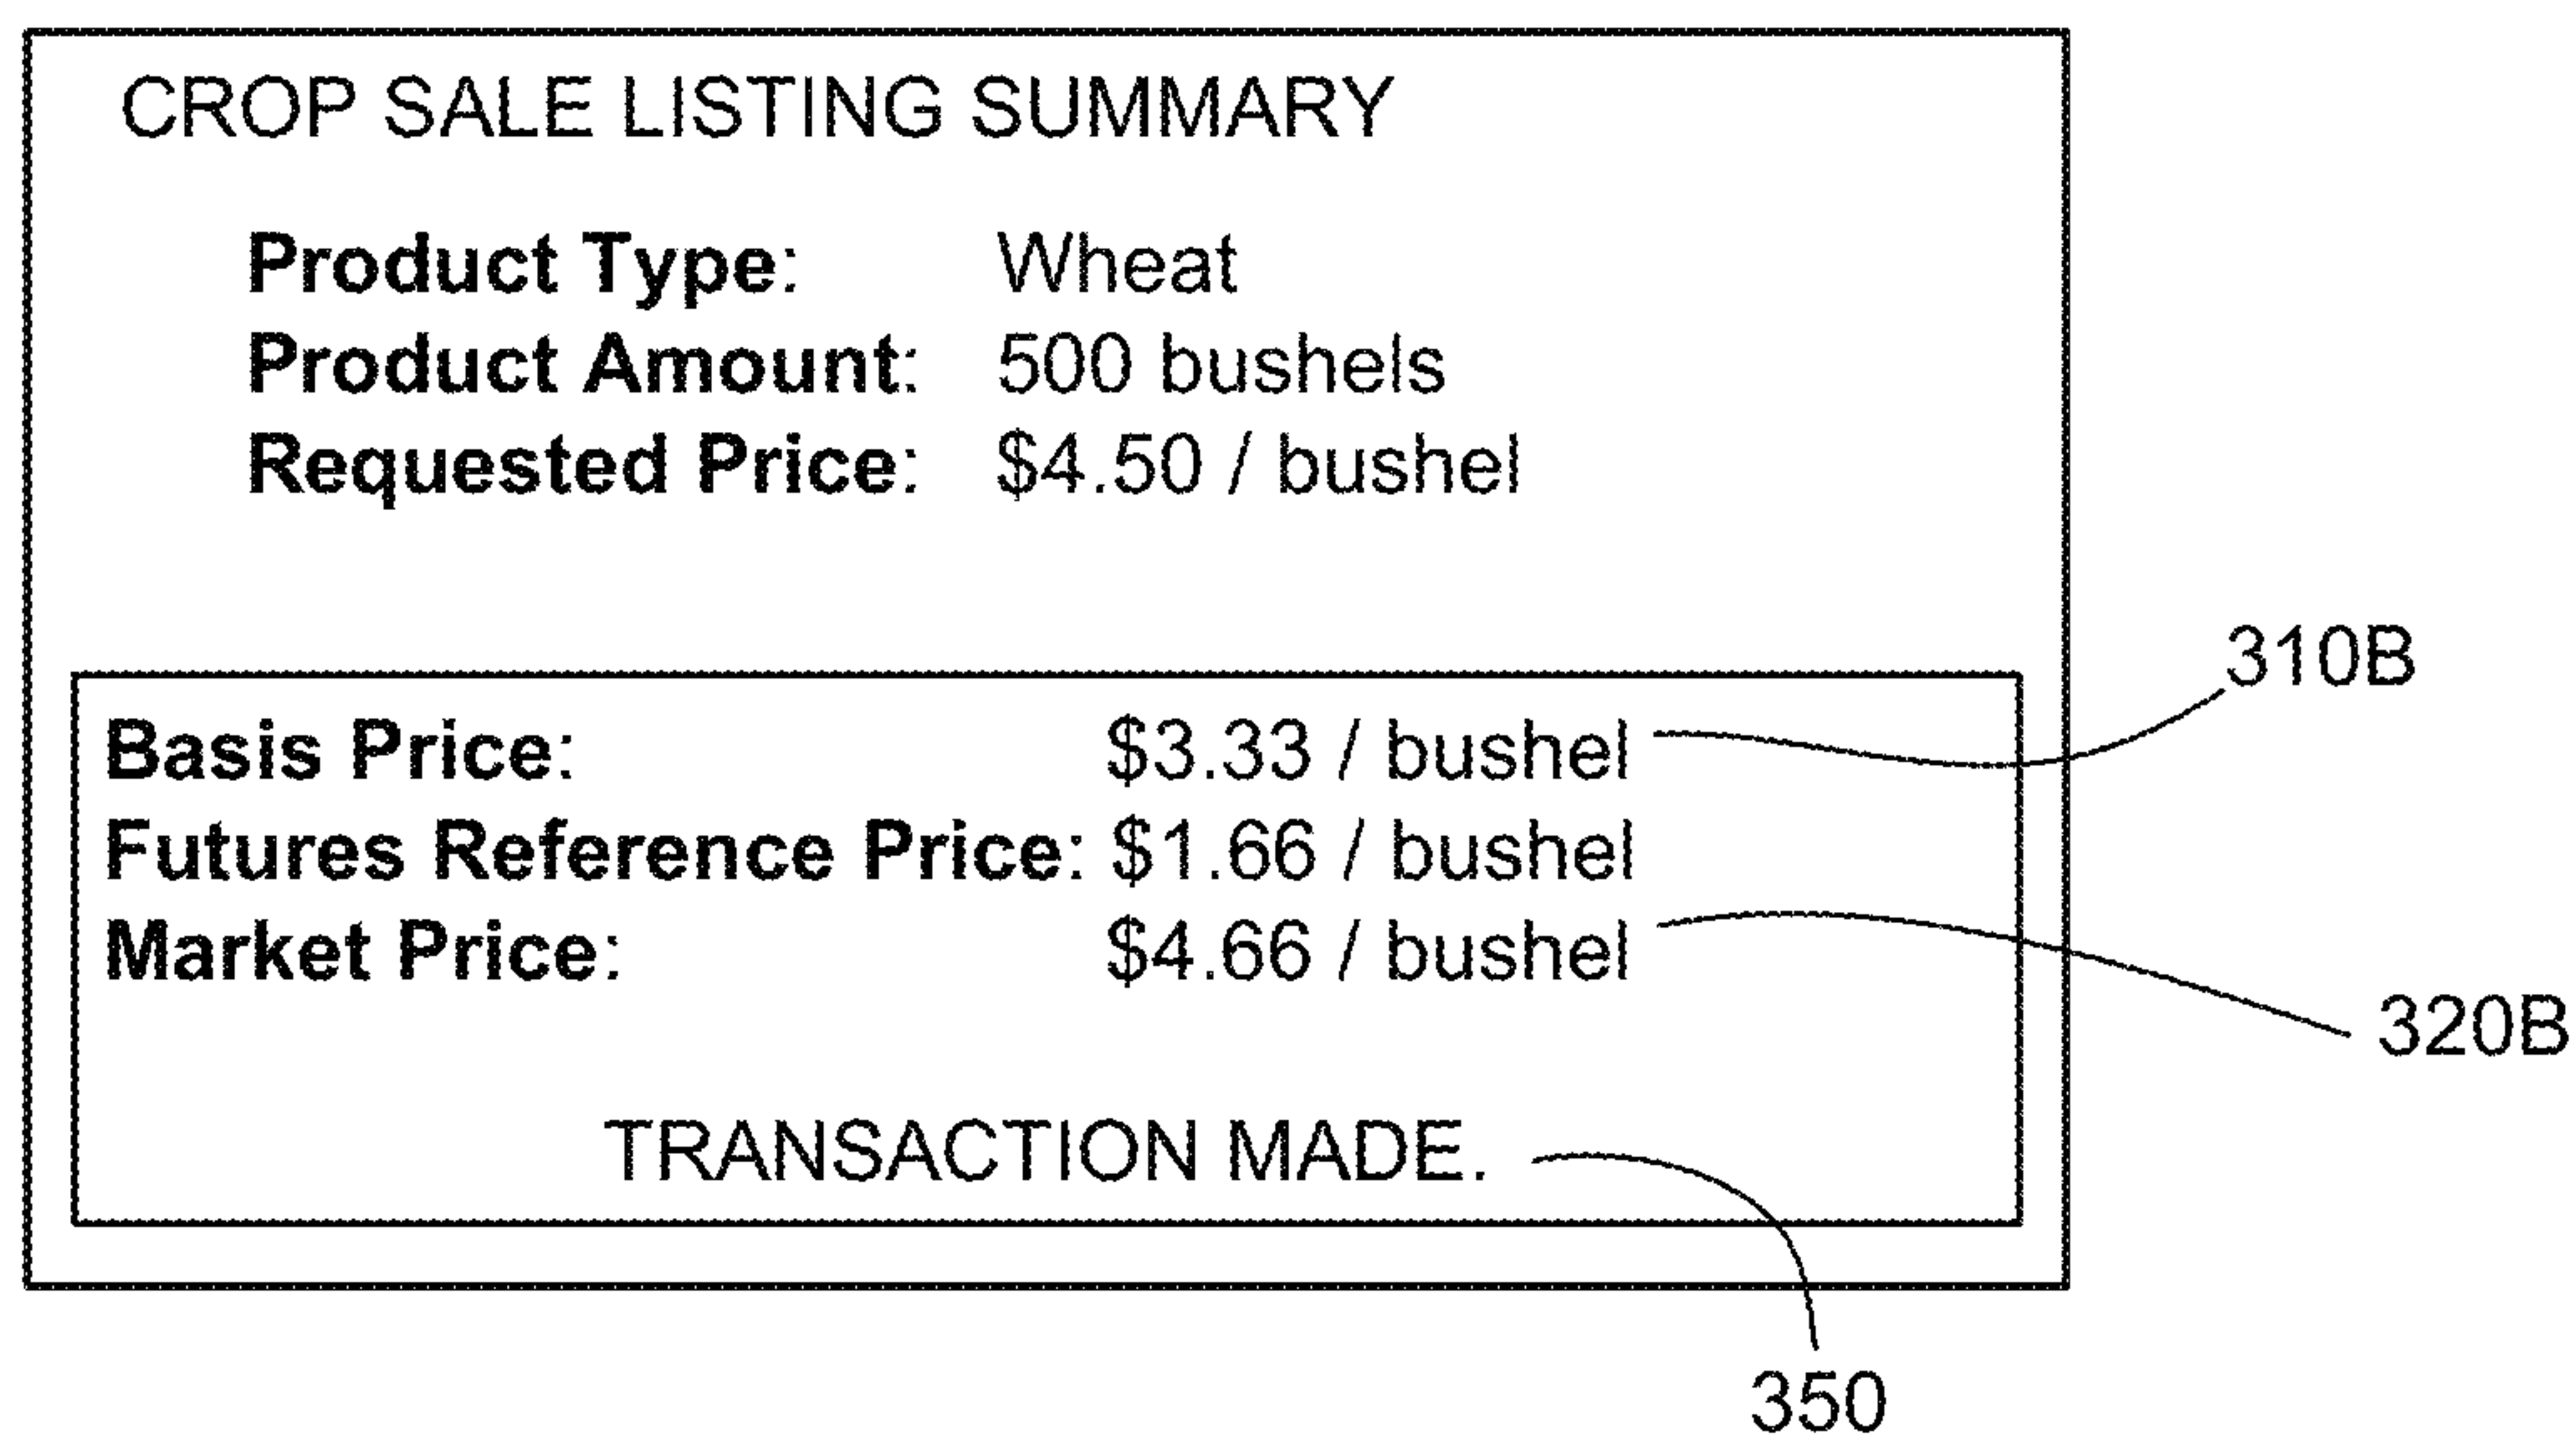 CROP SALE LISTING SUMMARY
Product Type: Wheat
Product Amount: 500 bushels
Requested Price: $4.50 / bushel
310B
Basis Price: $3.33 / bushel
Futures Reference Price: $1.66 / bushel
Market Price: $4.66 / bushel
320B
TRANSACTION MADE.
350